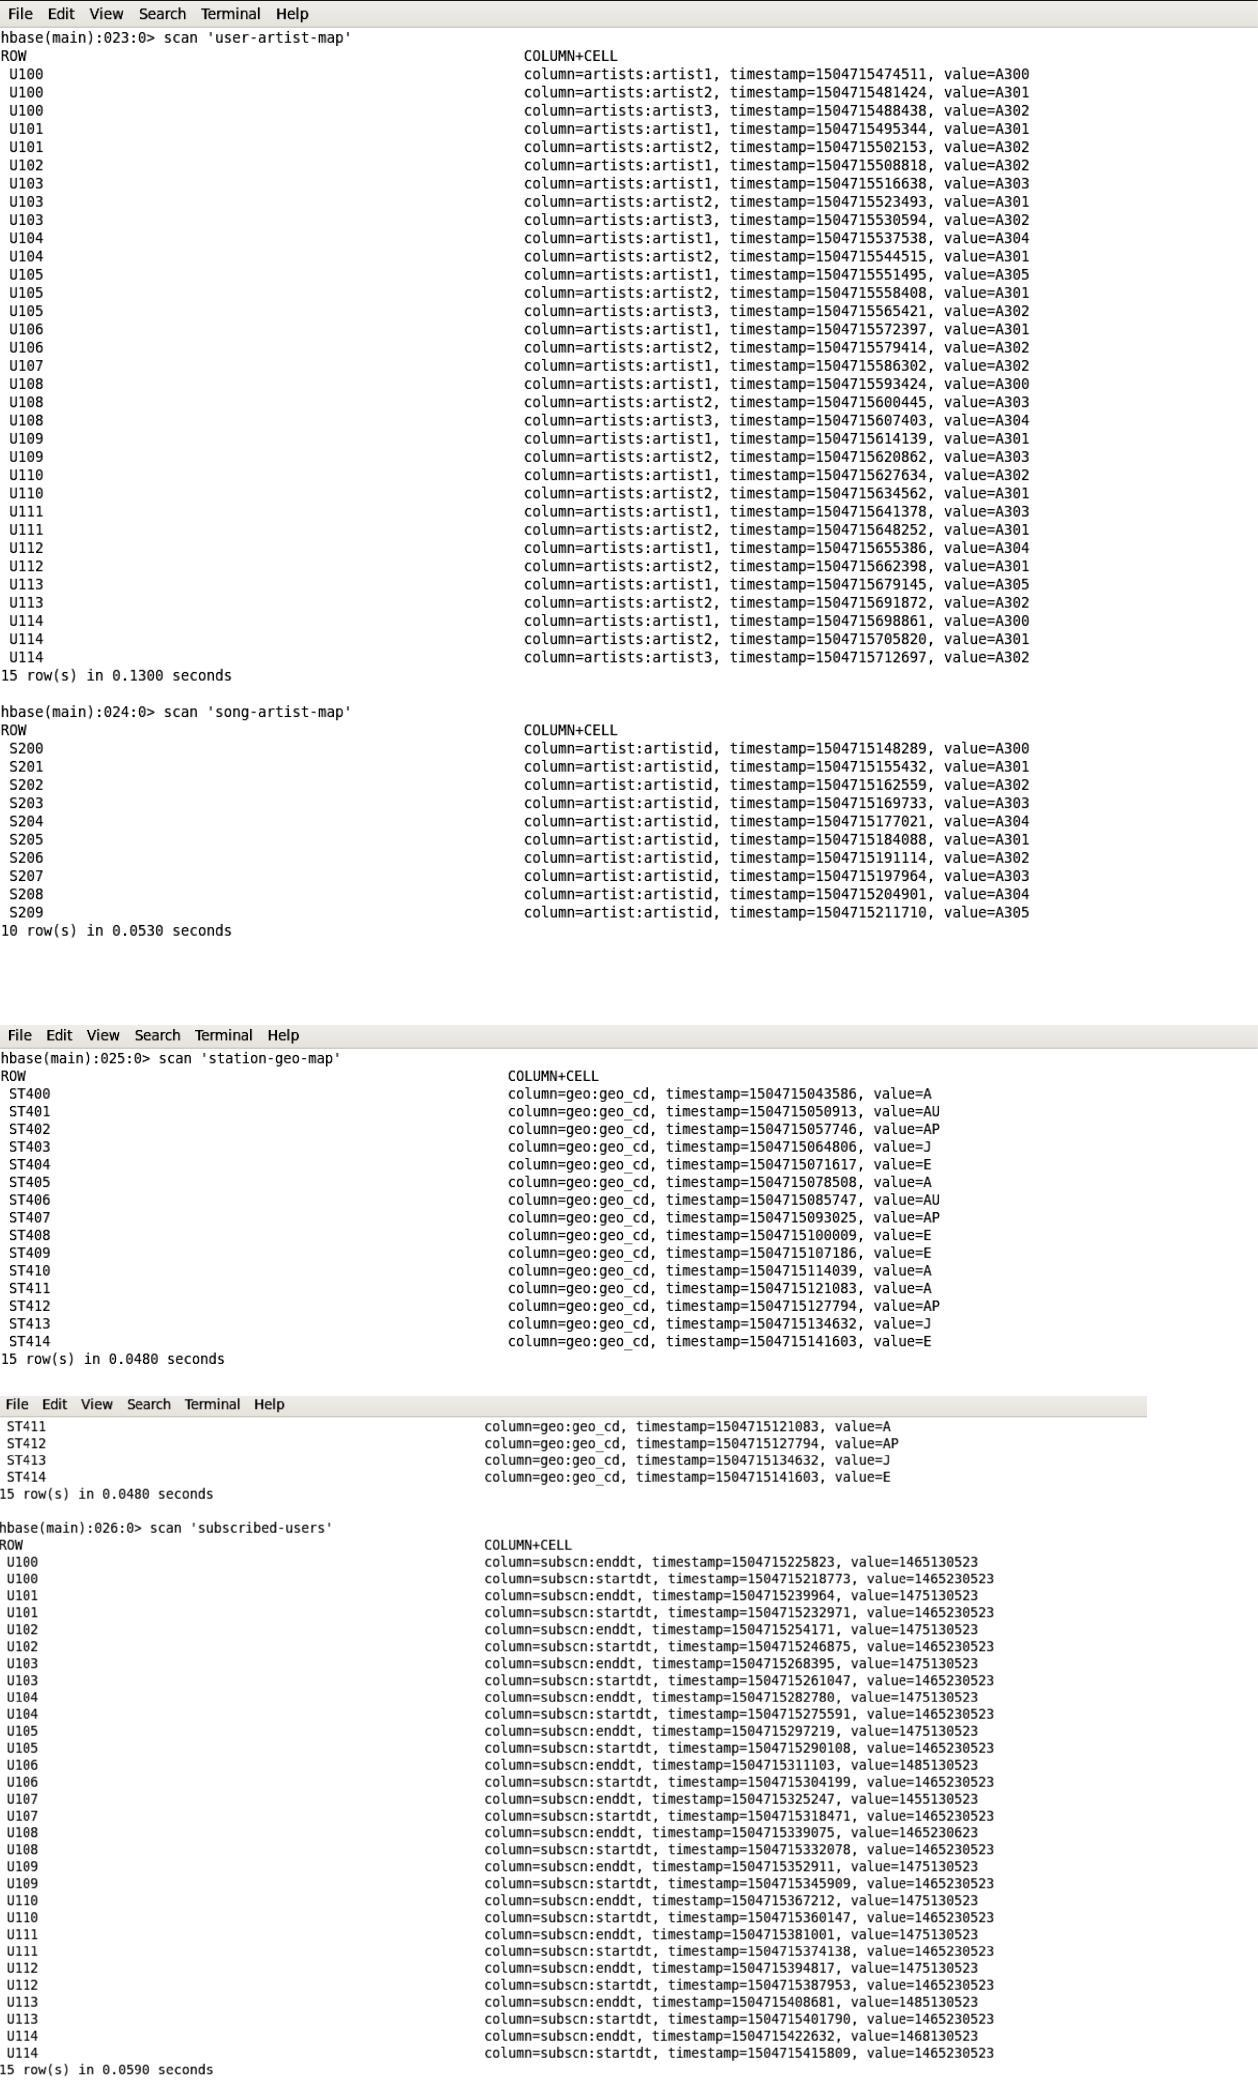 File Edit View Search Terminal Help
hbase(main):023:0> scan 'user-artist-map'
ROW COLUMN+CELL
U100 column=artists:artist1, timestamp=1504715474511, value=A300
U100 column=artists:artist2, timestamp=1504715481424, value=A301
U100 column=artists:artist3, timestamp=1504715488438, value=A302
U101 column=artists:artist1, timestamp=1504715495344, value=A301
U101 column=artists:artist2, timestamp=1504715502153, value=A302
U102 column=artists:artist1, timestamp=1504715508818, value=A302
U103 column=artists:artist1, timestamp=1504715516638, value=A303
U103 column=artists:artist2, timestamp=1504715523493, value=A301
U103 column=artists:artist3, timestamp=1504715530594, value=A302
U104 column=artists:artist1, timestamp=1504715537538, value=A304
U104 column=artists:artist2, timestamp=1504715544515, value=A301
U105 column=artists:artist1, timestamp=1504715551495, value=A305
U105 column=artists:artist2, timestamp=1504715558408, value=A301
U105 column=artists:artist3, timestamp=1504715565421, value=A302
U106 column=artists:artist1, timestamp=1504715572397, value=A301
U106 column=artists:artist2, timestamp=1504715579414, value=A302
U107 column=artists:artist1, timestamp=1504715586302, value=A302
U108 column=artists:artist1, timestamp=1504715593424, value=A300
U108 column=artists:artist2, timestamp=1504715600445, value=A303
U108 column=artists:artist3, timestamp=1504715607403, value=A304
U109 column=artists:artist1, timestamp=1504715614139, value=A301
U109 column=artists:artist2, timestamp=1504715620862, value=A303
U110 column=artists:artist1, timestamp=1504715627634, value=A302
U110 column=artists:artist2, timestamp=1504715634562, value=A301
U111 column=artists:artist1, timestamp=1504715641378, value=A303
U111 column=artists:artist2, timestamp=1504715648252, value=A301
U112 column=artists:artist1, timestamp=1504715655386, value=A304
U112 column=artists:artist2, timestamp=1504715662398, value=A301
U113 column=artists:artist1, timestamp=1504715679145, value=A305
U113 column=artists:artist2, timestamp=1504715691872, value=A302
U114 column=artists:artist1, timestamp=1504715698861, value=A300
U114 column=artists:artist2, timestamp=1504715705820, value=A301
U114 column=artists:artist3, timestamp=1504715712697, value=A302
15 row(s) in 0.1300 seconds
hbase(main):024:0> scan 'song-artist-map'
ROW COLUMN+CELL
S200 column=artist:artistid, timestamp=1504715148289, value=A300
S201 column=artist:artistid, timestamp=1504715155432, value=A301
S202 column=artist:artistid, timestamp=1504715162559, value=A302
S203 column=artist:artistid, timestamp=1504715169733, value=A303
S204 column=artist:artistid, timestamp=1504715177021, value=A304
S205 column=artist:artistid, timestamp=1504715184088, value=A301
S206 column=artist:artistid, timestamp=1504715191114, value=A302
S207 column=artist:artistid, timestamp=1504715197964, value=A303
S208 column=artist:artistid, timestamp=1504715204901, value=A304
S209 column=artist:artistid, timestamp=1504715211710, value=A305
10 row(s) in 0.0530 seconds
File Edit View Search Terminal Help
hbase(main):025:0> scan 'station-geo-map'
ROW COLUMN+CELL
ST400 column=geo:geo_cd, timestamp=1504715043586, value=A
ST401 column=geo:geo_cd, timestamp=1504715050913, value=AU
ST402 column=geo:geo_cd, timestamp=1504715057746, value=AP
ST403 column=geo:geo_cd, timestamp=1504715064806, value=J
ST404 column=geo:geo_cd, timestamp=1504715071617, value=E
ST405 column=geo:geo_cd, timestamp=1504715078508, value=A
ST406 column=geo:geo_cd, timestamp=1504715085747, value=AU
ST407 column=geo:geo_cd, timestamp=1504715093025, value=AP
ST408 column=geo:geo_cd, timestamp=1504715100009, value=E
ST409 column=geo:geo_cd, timestamp=1504715107186, value=E
ST410 column=geo:geo_cd, timestamp=1504715114039, value=A
ST411 column=geo:geo_cd, timestamp=1504715121083, value=A
ST412 column=geo:geo_cd, timestamp=1504715127794, value=AP
ST413 column=geo:geo_cd, timestamp=1504715134632, value=J
ST414 column=geo:geo_cd, timestamp=1504715141603, value=E
15 row(s) in 0.0480 seconds
File Edit View Search Terminal Help
ST411 column=geo:geo_cd, timestamp=1504715121083, value=A
ST412 column=geo:geo_cd, timestamp=1504715127794, value=AP
ST413 column=geo:geo_cd, timestamp=1504715134632, value=J
ST414 column=geo:geo_cd, timestamp=1504715141603, value=E
15 row(s) in 0.0480 seconds
hbase(main):026:0> scan 'subscribed-users'
ROW COLUMN+CELL
U100 column=subscn:enddt, timestamp=1504715225823, value=1465130523
U100 column=subscn:startdt, timestamp=1504715218773, value=1465230523
U101 column=subscn:enddt, timestamp=1504715239964, value=1475130523
U101 column=subscn:startdt, timestamp=1504715232971, value=1465230523
U102 column=subscn:enddt, timestamp=1504715254171, value=1475130523
U102 column=subscn:startdt, timestamp=1504715246875, value=1465230523
U103 column=subscn:enddt, timestamp=1504715268395, value=1475130523
U103 column=subscn:startdt, timestamp=1504715261047, value=1465230523
U104 column=subscn:enddt, timestamp=1504715282780, value=1475130523
U104 column=subscn:startdt, timestamp=1504715275591, value=1465230523
U105 column=subscn:enddt, timestamp=1504715297219, value=1475130523
U105 column=subscn:startdt, timestamp=1504715290108, value=1465230523
U106 column=subscn:enddt, timestamp=1504715311103, value=1485130523
U106 column=subscn:startdt, timestamp=1504715304199, value=1465230523
U107 column=subscn:enddt, timestamp=1504715325247, value=1455130523
U107 column=subscn:startdt, timestamp=1504715318471, value=1465230523
U108 column=subscn:enddt, timestamp=1504715339075, value=1465230623
U108 column=subscn:startdt, timestamp=1504715332078, value=1465230523
U109 column=subscn:enddt, timestamp=1504715352911, value=1475130523
U109 column=subscn:startdt, timestamp=1504715345909, value=1465230523
U110 column=subscn:enddt, timestamp=1504715367212, value=1475130523
U110 column=subscn:startdt, timestamp=1504715360147, value=1465230523
U111 column=subscn:enddt, timestamp=1504715381001, value=1475130523
U111 column=subscn:startdt, timestamp=1504715374138, value=1465230523
U112 column=subscn:enddt, timestamp=1504715394817, value=1475130523
U112 column=subscn:startdt, timestamp=1504715387953, value=1465230523
U113 column=subscn:enddt, timestamp=1504715408681, value=1485130523
U113 column=subscn:startdt, timestamp=1504715401790, value=1465230523
U114 column=subscn:enddt, timestamp=1504715422632, value=1468130523
U114 column=subscn:startdt, timestamp=1504715415809, value=1465230523
15 row(s) in 0.0590 seconds